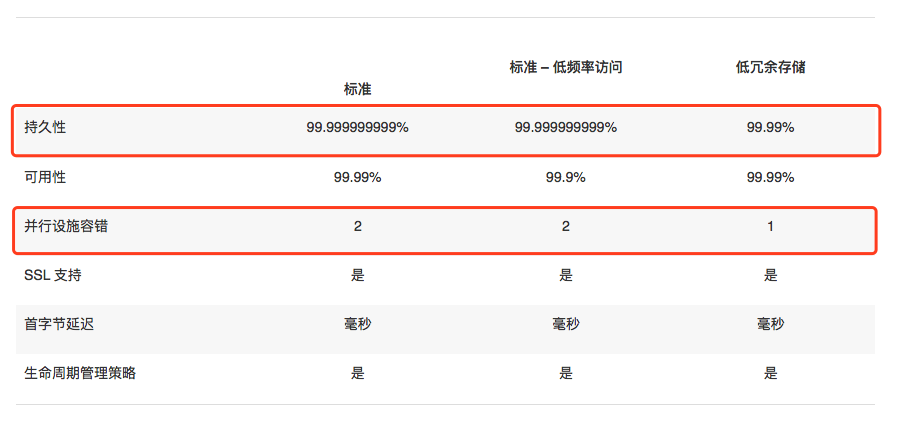 标准 标准 – 低频率访问 低冗余存储
持久性 99.999999999% 99.999999999% 99.99%
可用性 99.99% 99.9% 99.99%
并行设施容错 2 2 1
SSL 支持 是 是 是
首字节延迟 毫秒 毫秒 毫秒
生命周期管理策略 是 是 是